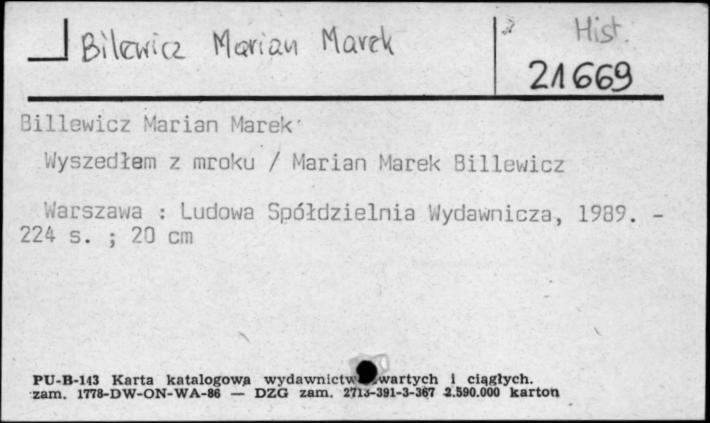 Bilewicz Marian Marek
Hist.
21669
Billewicz Marian Marek
Wyszedłem z mroku / Marian Marek Billewicz
Warszawa : Ludowa Spółdzielnia Wydawnicza, 1989. -
224 s. ; 20 cm
PU-B-143 Karta katalogowa wydawnictw zwartych i ciągłych.
zam. 1778-DW-ON-WA-86 — DZG zam. 2713-391-3-367 2.590.000 karton